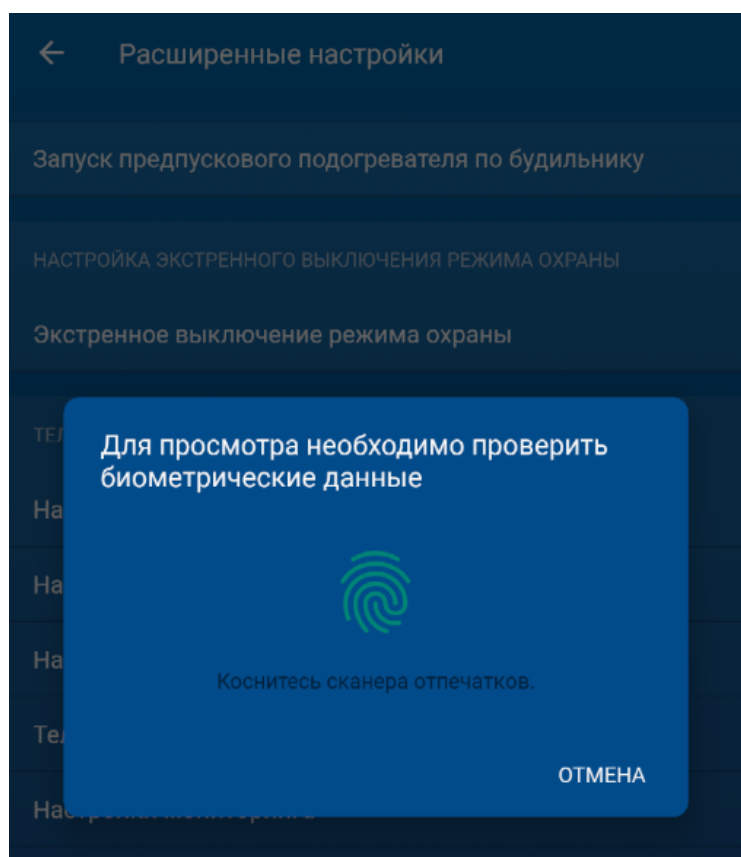 Расширенные настройки
Запуск предпускового подогревателя по будильнику
НАСТРОЙКА ЭКСТРЕННОГО ВЫКЛЮЧЕНИЯ РЕЖИМА ОХРАНЫ
Экстренное выключение режима охраны
Для просмотра необходимо проверить
биометрические данные
Коснитесь сканера отпечатков.
ОТМЕНА